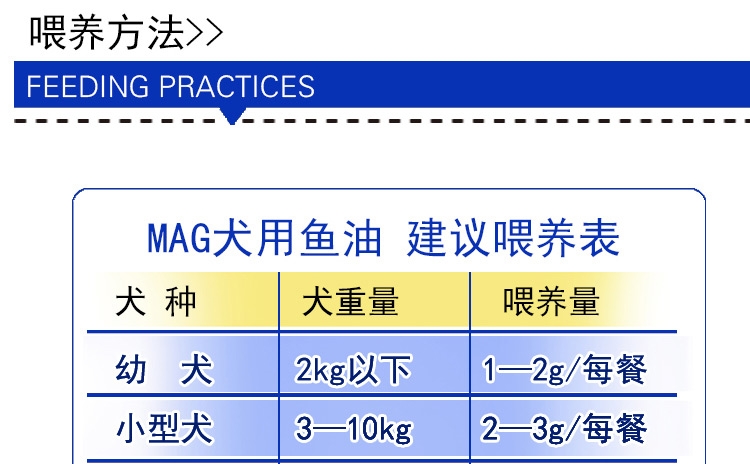 喂养方法>>
FEEDING PRACTICES
MAG犬用鱼油 建议喂养表
犬 种 犬重量 喂养量
幼 犬 2kg以下 1—2g/每餐
小型犬 3—10kg 2—3g/每餐